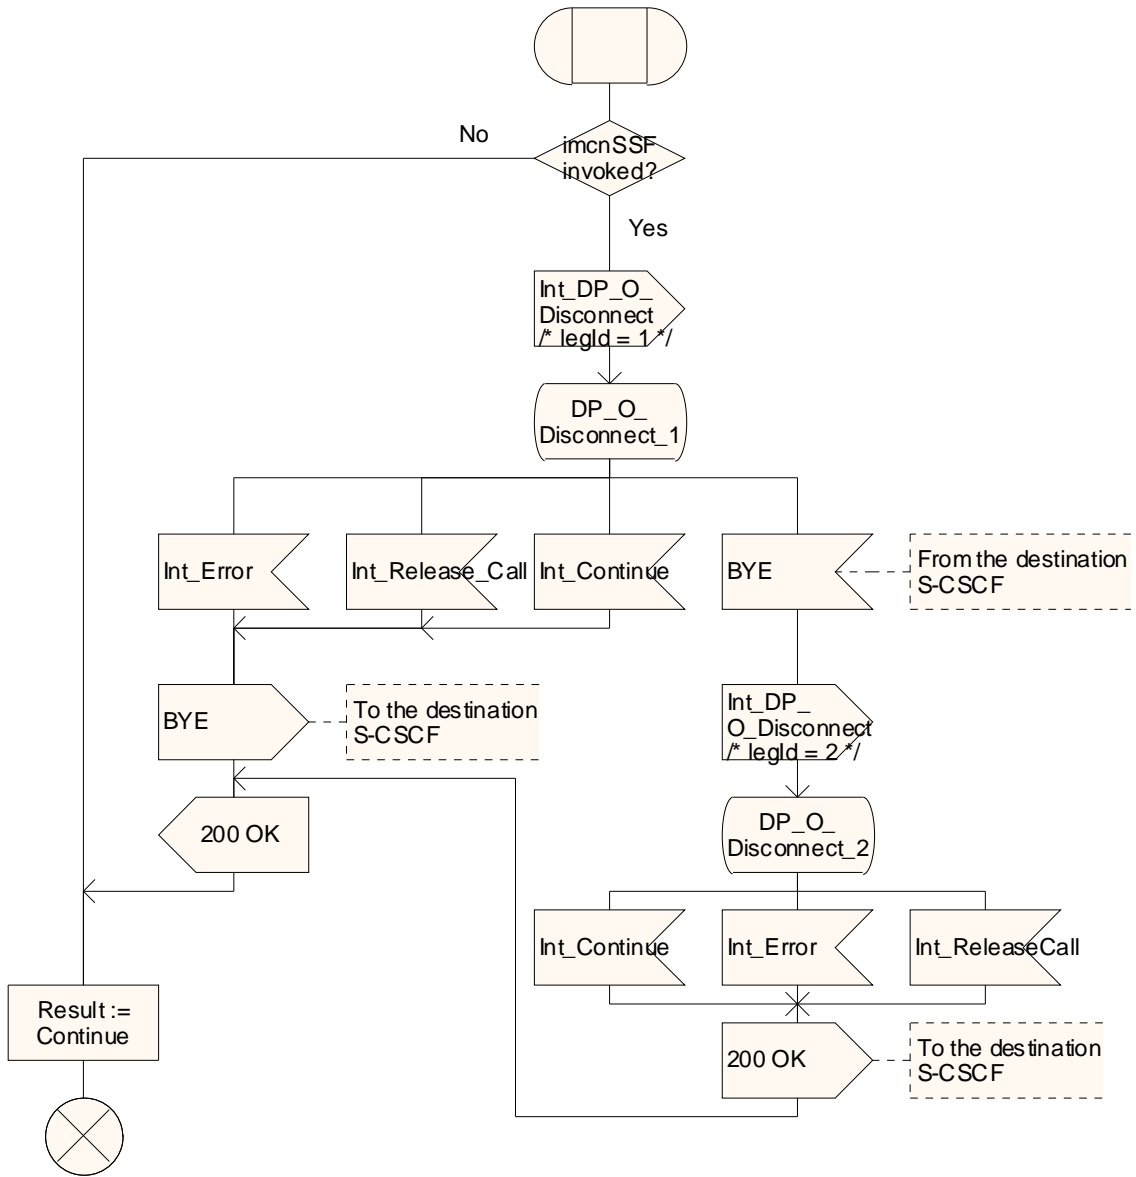 No
imcnSSF
invoked?
Yes
Int_DP_O_
Disconnect
/* legId = 1 */
DP_O_
Disconnect_1
Int_Error
Int_Release_Call
Int_Continue
BYE
From the destination
S-CSCF
BYE
To the destination
S-CSCF
Int_DP_
O_Disconnect
/* legId = 2 */
200 OK
DP_O_
Disconnect_2
Int_Continue
Int_Error
Int_ReleaseCall
Result :=
Continue
200 OK
To the destination
S-CSCF